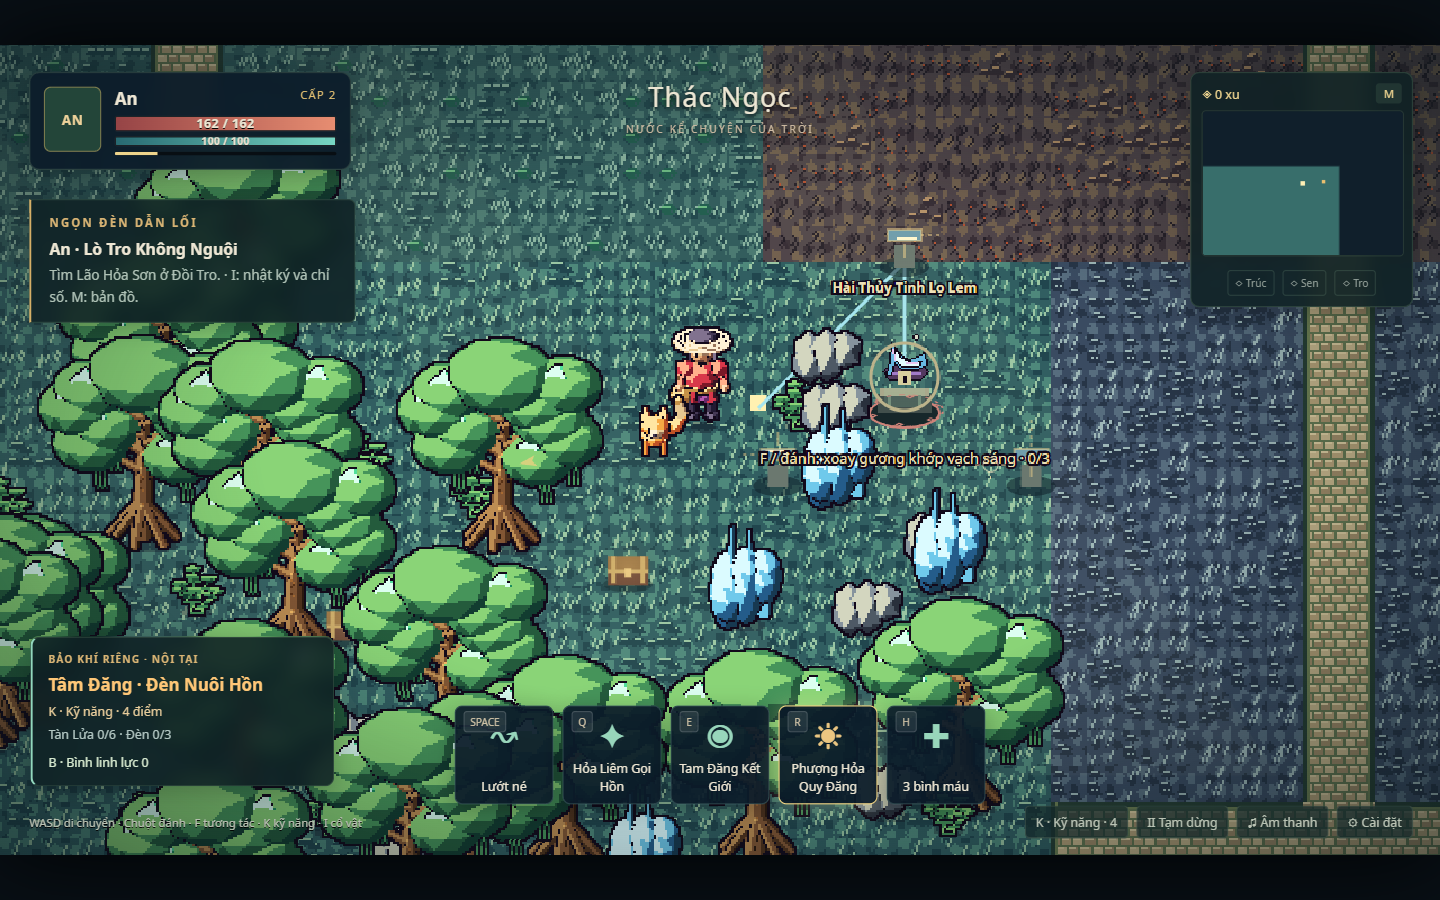 AN
An
CẤP 2
162 / 162
100 / 100
NGỌN ĐÈN DẪN LỐI
An · Lò Tro Không Nguội
Tìm Lão Hỏa Sơn ở Đồi Tro. · I: nhật ký và chỉ
số. M: bản đồ.
Thác Ngọc
NƯỚC KỂ CHUYỆN CỦA TRỜI
◈ 0 xu
M
◇ Trúc
◇ Sen
◇ Tro
Hài Thủy Tinh Lọ Lem
F / đánh: xoay gương khớp vạch sáng · 0/3
BẢO KHÍ RIÊNG · NỘI TẠI
Tâm Đăng · Đèn Nuôi Hồn
K · Kỹ năng · 4 điểm
Tàn Lửa 0/6 · Đèn 0/3
B · Bình linh lực 0
SPACE
Lướt né
Q
Hỏa Liêm Gọi
Hồn
E
Tam Đăng Kết
Giới
R
Phượng Hỏa
Quy Đăng
H
3 bình máu
WASD di chuyển · Chuột đánh · F tương tác · K kỹ năng · I cổ vật
K · Kỹ năng · 4
II Tạm dừng
♫ Âm thanh
⚙ Cài đặt